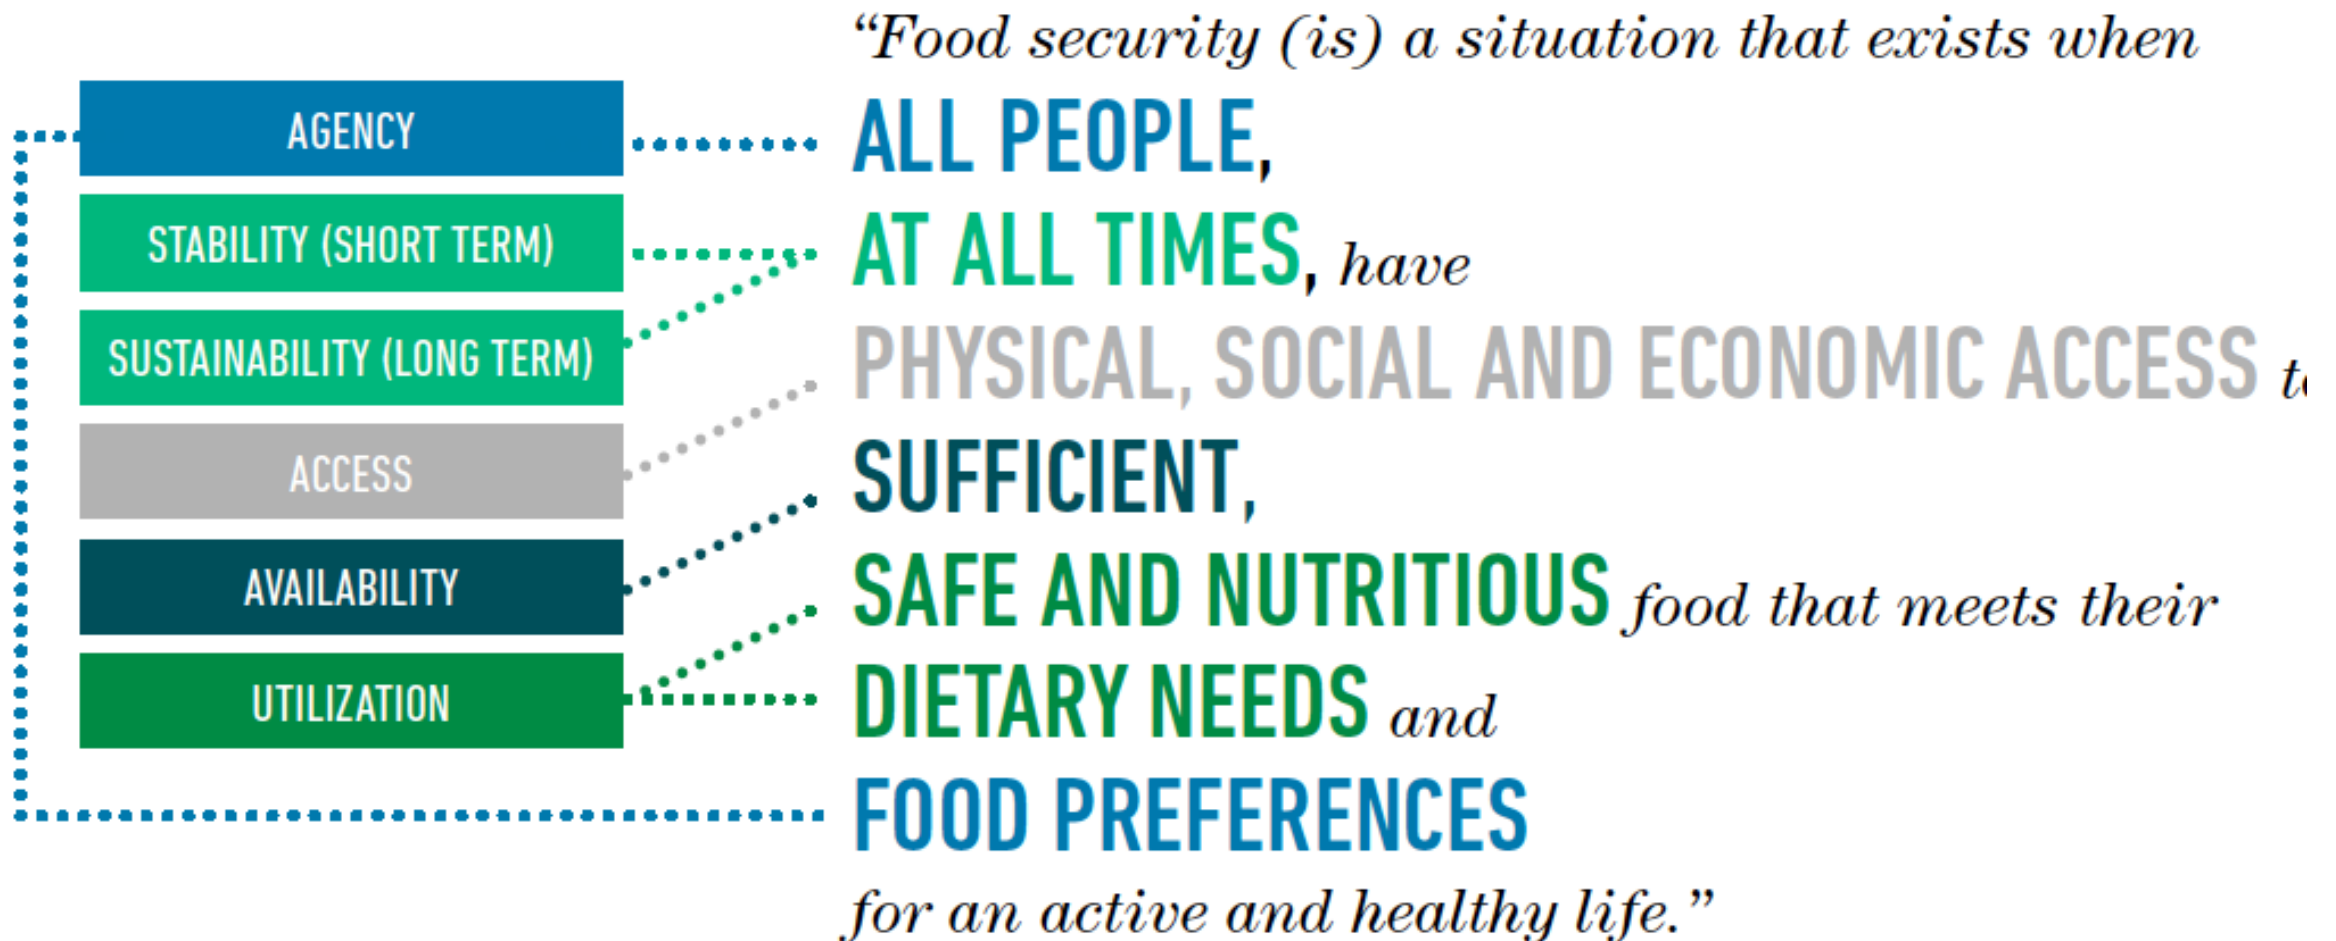 “Food security (is) a situation that exists when
AGENCY
ALL PEOPLE,
STABILITY (SHORT TERM)
AT ALL TIMES, have
SUSTAINABILITY (LONG TERM)
PHYSICAL, SOCIAL AND ECONOMIC ACCESS
ACCESS
SUFFICIENT,
AVAILABILITY
SAFE AND NUTRITIOUS food that meets their
UTILIZATION
DIETARY NEEDS and
FOOD PREFERENCES
for an active and healthy life.”